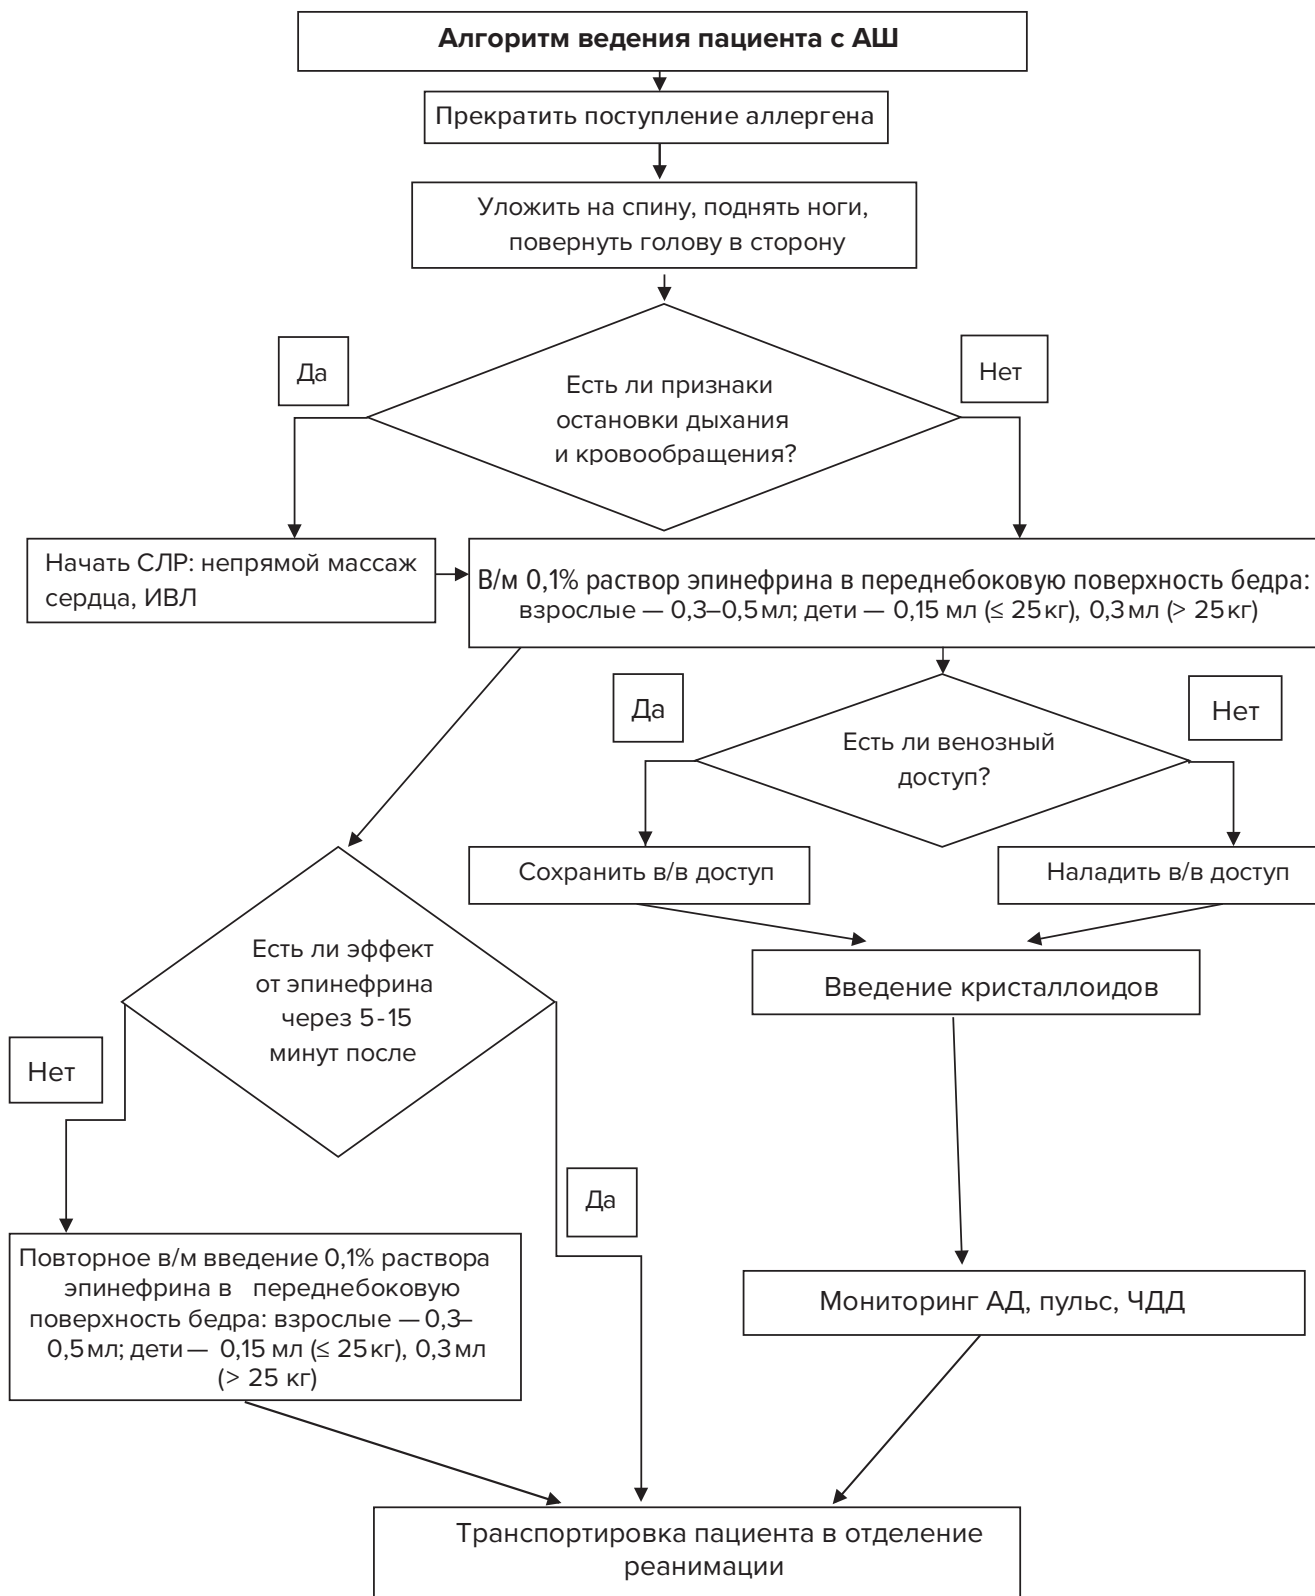 Алгоритм ведения пациента с АШ
Прекратить поступление аллергена
Уложить на спину, поднять ноги,
повернуть голову в сторону
Да
Нет
Есть ли признаки
остановки дыхания
и кровообращения?
Начать СЛР: непрямой массаж
сердца, ИВЛ
В/м 0,1% раствор эпинефрина в переднебоковую поверхность бедра:
взрослые — 0,3–0,5 мл; дети — 0,15 мл (≤ 25 кг), 0,3 мл (> 25 кг)
Да
Нет
Есть ли венозный
доступ?
Сохранить в/в доступ
Наладить в/в доступ
Есть ли эффект
от эпинефрина
через 5-15
минут после
Введение кристаллоидов
Нет
Да
Повторное в/м введение 0,1% раствора
эпинефрина в переднебоковую
поверхность бедра: взрослые — 0,3–
0,5 мл; дети — 0,15 мл (≤ 25 кг), 0,3 мл
(> 25 кг)
Мониторинг АД, пульс, ЧДД
Транспортировка пациента в отделение
реанимации